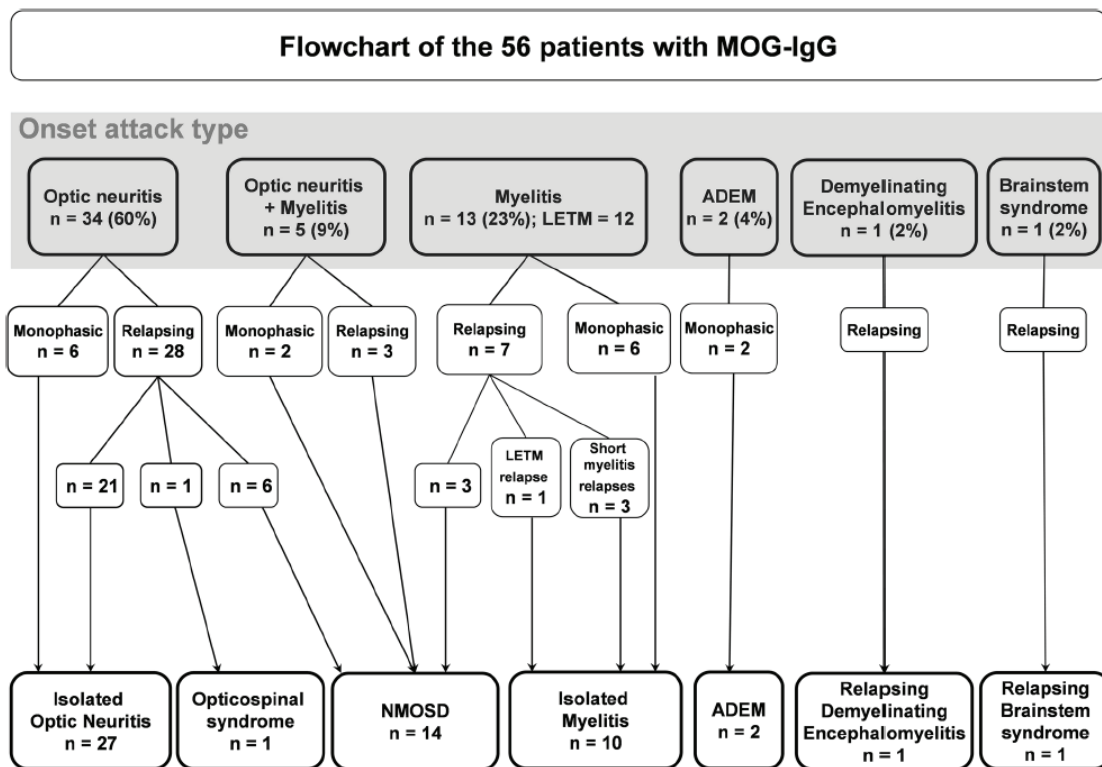 Flowchart of the 56 patients with MOG-IgG
Onset attack type
Optic neuritis
n = 34 (60%)
Optic neuritis
+ Myelitis
n = 5 (9%)
Myelitis
n = 13 (23%); LETM = 12
ADEM
n = 2 (4%)
Demyelinating
Encephalomyelitis
n = 1 (2%)
Brainstem
syndrome
n = 1 (2%)
Monophasic
n = 6
Relapsing
n = 28
Monophasic
n = 2
Relapsing
n = 3
Relapsing
n = 7
Monophasic
n = 6
Monophasic
n = 2
Relapsing
Relapsing
n = 21
n = 1
n = 6
n = 3
LETM
relapse
n = 1
Short
myelitis
relapses
n = 3
Isolated
Optic Neuritis
n = 27
Opticospinal
syndrome
n = 1
NMOSD
n = 14
Isolated
Myelitis
n = 10
ADEM
n = 2
Relapsing
Demyelinating
Encephalomyelitis
n = 1
Relapsing
Brainstem
syndrome
n = 1